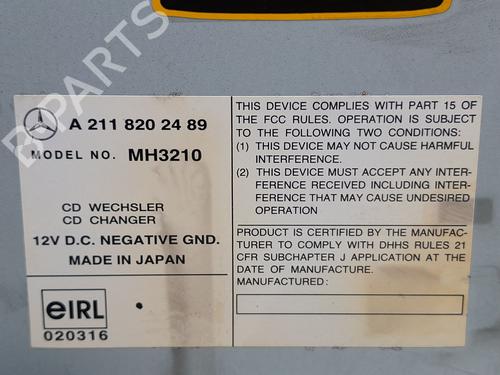 B-PARTS
A 211 820 24 89
MODEL NO. MH3210
CD WECHSLER
CD CHANGER
12V D.C. NEGATIVE GND.
MADE IN JAPAN
eIRL
020316
THIS DEVICE COMPLIES WITH PART 15 OF
THE FCC RULES. OPERATION IS SUBJECT
TO THE FOLLOWING TWO CONDITIONS:
(1) THIS DEVICE MAY NOT CAUSE HARMFUL
INTERFERENCE.
(2) THIS DEVICE MUST ACCEPT ANY INTER-
FERENCE RECEIVED INCLUDING INTER-
FERENCE THAT MAY CAUSE UNDESIRED
OPERATION
PRODUCT IS CERTIFIED BY THE MANUFAC-
TURER TO COMPLY WITH DHHS RULES 21
CFR SUBCHAPTER J APPLICATION AT THE
DATE OF MANUFACTURE.
MANUFACTURED: